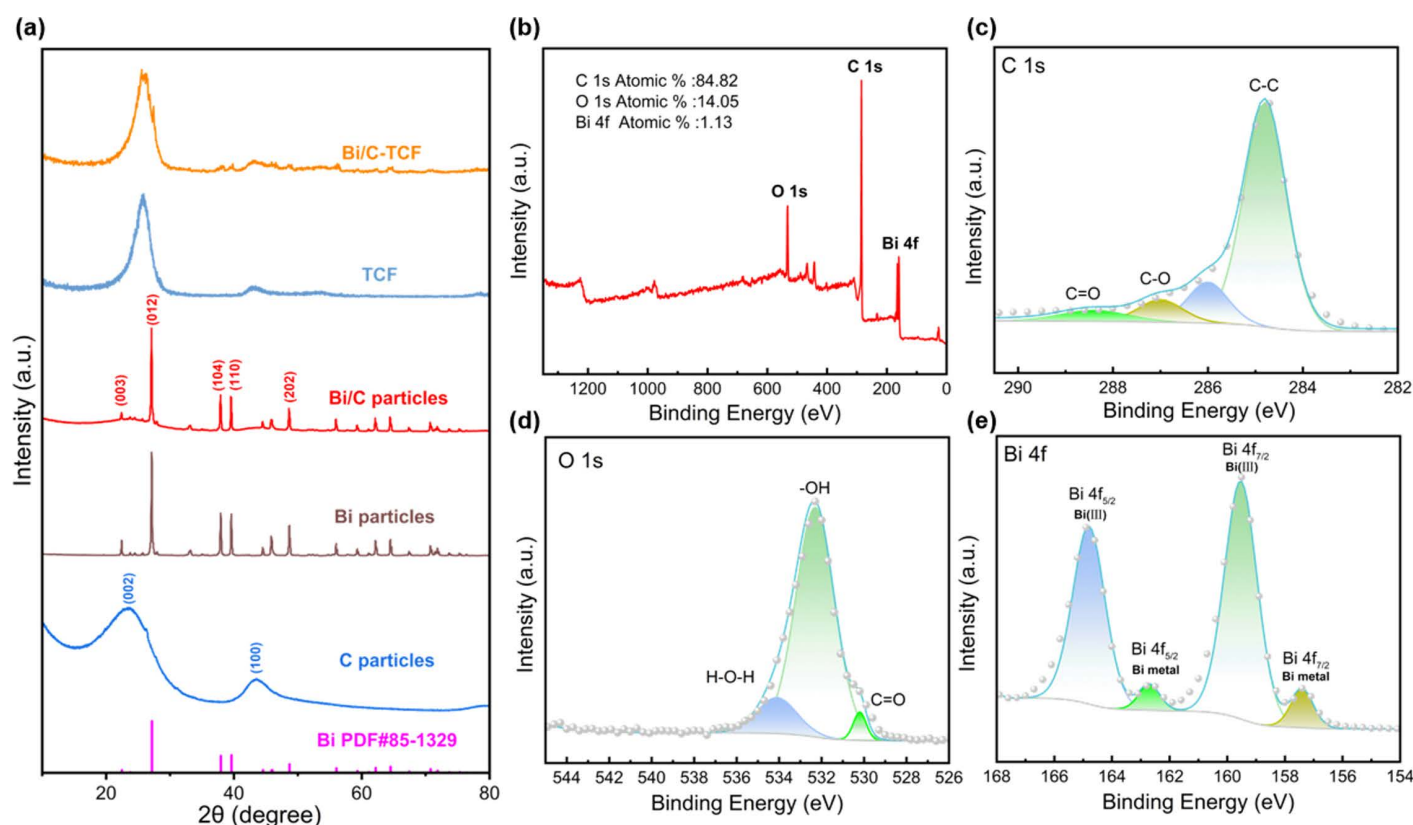 (a)
Intensity (a.u.)
Bi/C-TCF
TCF
(003)
(012)
(104)
(110)
(202)
Bi/C particles
Bi particles
(002)
(100)
C particles
Bi PDF#85-1329
20
40
60
80
2θ (degree)
(b)
Intensity (a.u.)
C 1s Atomic % :84.82
O 1s Atomic % :14.05
Bi 4f Atomic % :1.13
C 1s
O 1s
Bi 4f
1200
1000
800
600
400
200
0
Binding Energy (eV)
(c)
Intensity (a.u.)
C 1s
C-C
C-O
C=O
290
288
286
284
282
Binding Energy (eV)
(d)
Intensity (a.u.)
O 1s
-OH
H-O-H
C=O
544
542
540
538
536
534
532
530
528
526
Binding Energy (eV)
(e)
Intensity (a.u.)
Bi 4f
Bi 4f5/2
Bi(III)
Bi 4f5/2
Bi metal
Bi 4f7/2
Bi(III)
Bi 4f7/2
Bi metal
168
166
164
162
160
158
156
154
Binding Energy (eV)